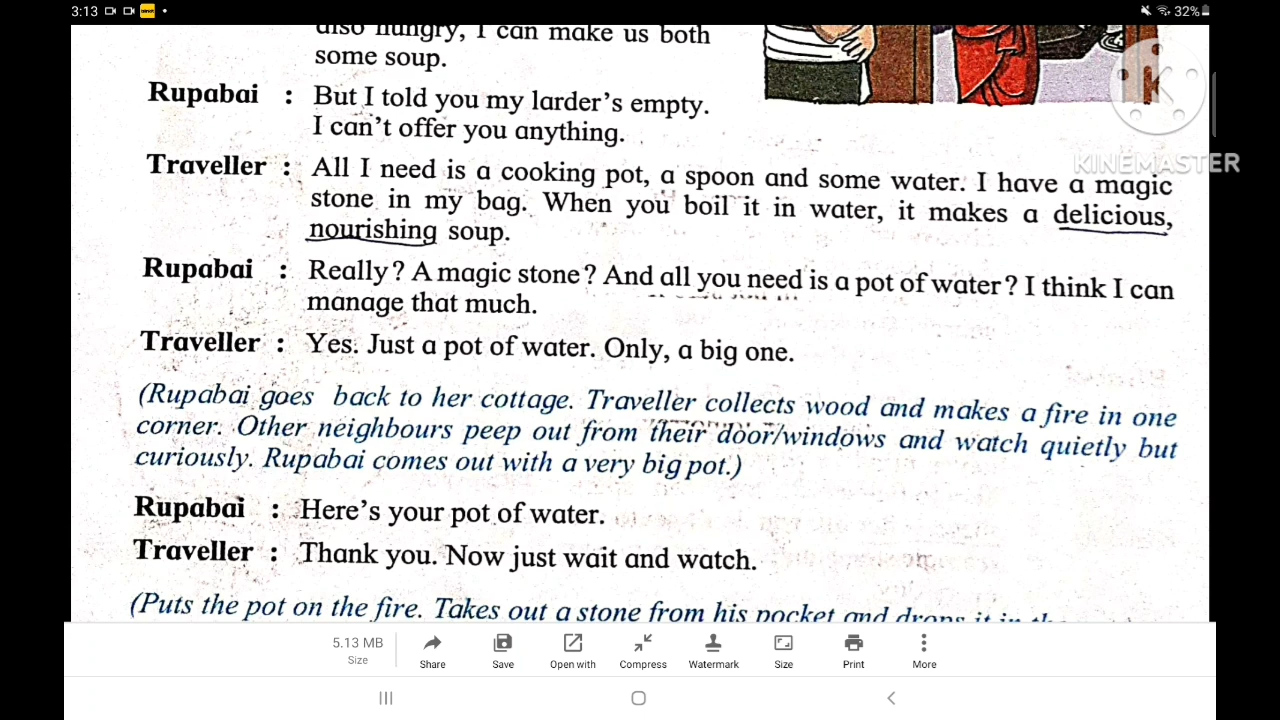 3:13
32%
also hungry, I can make us both
some soup.
Rupabai : But I told you my larder's empty.
I can't offer you anything.
Traveller : All I need is a cooking pot, a spoon and some water. I have a magic
stone in my bag. When you boil it in water, it makes a delicious,
nourishing soup.
Rupabai : Really? A magic stone? And all you need is a pot of water? I think I can
manage that much.
Traveller : Yes. Just a pot of water. Only, a big one.
(Rupabai goes back to her cottage. Traveller collects wood and makes a fire in one
corner. Other neighbours peep out from their door/windows and watch quietly but
curiously. Rupabai comes out with a very big pot.)
Rupabai : Here's your pot of water.
Traveller : Thank you. Now just wait and watch.
(Puts the pot on the fire. Takes out a stone from his pocket and drops it in
K
KINEMASTER
5.13 MB
Size
Share
Save
Open with
Compress
Watermark
Size
Print
More